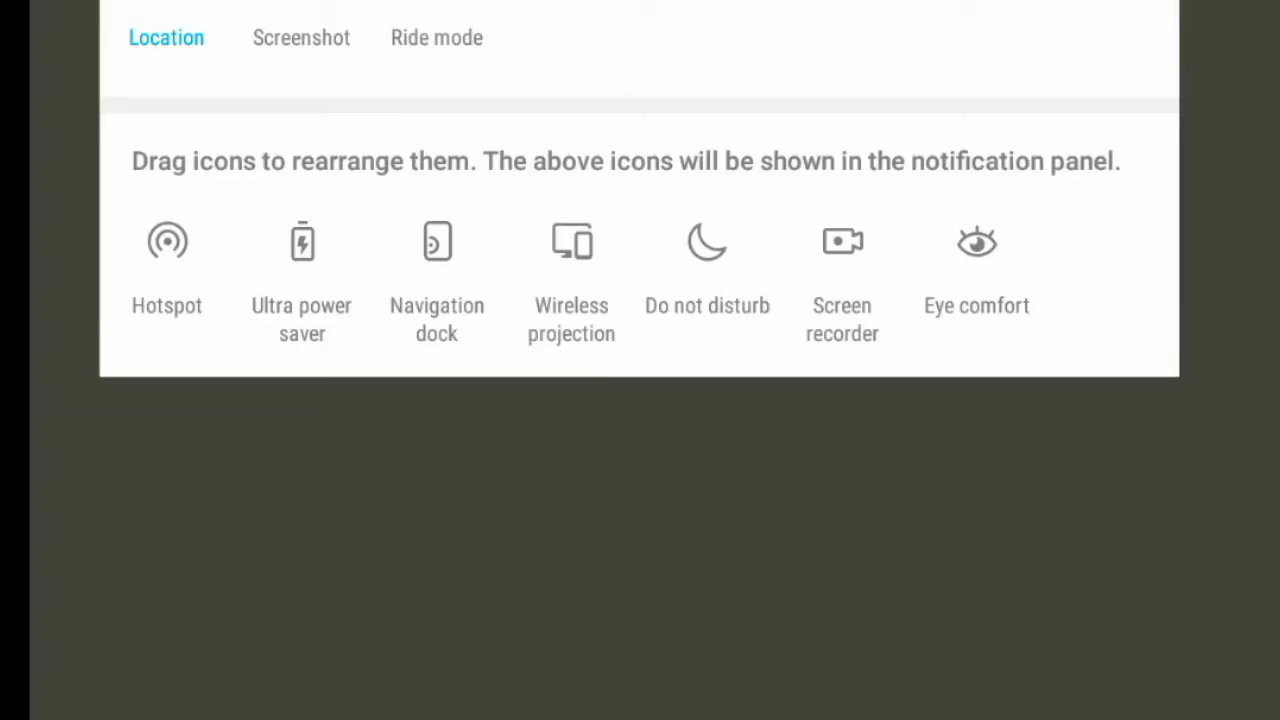 Location Screenshot Ride mode
Drag icons to rearrange them. The above icons will be shown in the notification panel.
Hotspot Ultra power saver Navigation dock Wireless projection Do not disturb Screen recorder Eye comfort